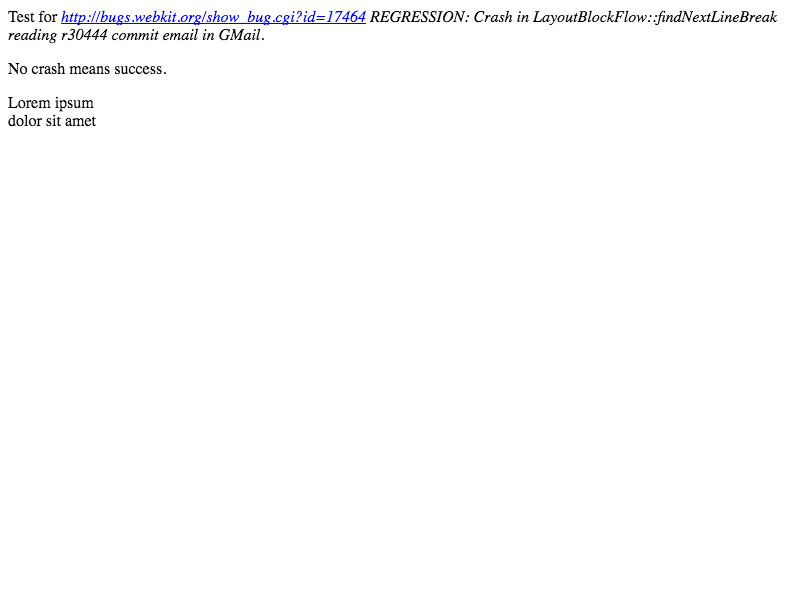 Test for http://bugs.webkit.org/show_bug.cgi?id=17464 REGRESSION: Crash in LayoutBlockFlow::findNextLineBreak
reading r30444 commit email in GMail.
No crash means success.
Lorem ipsum
dolor sit amet